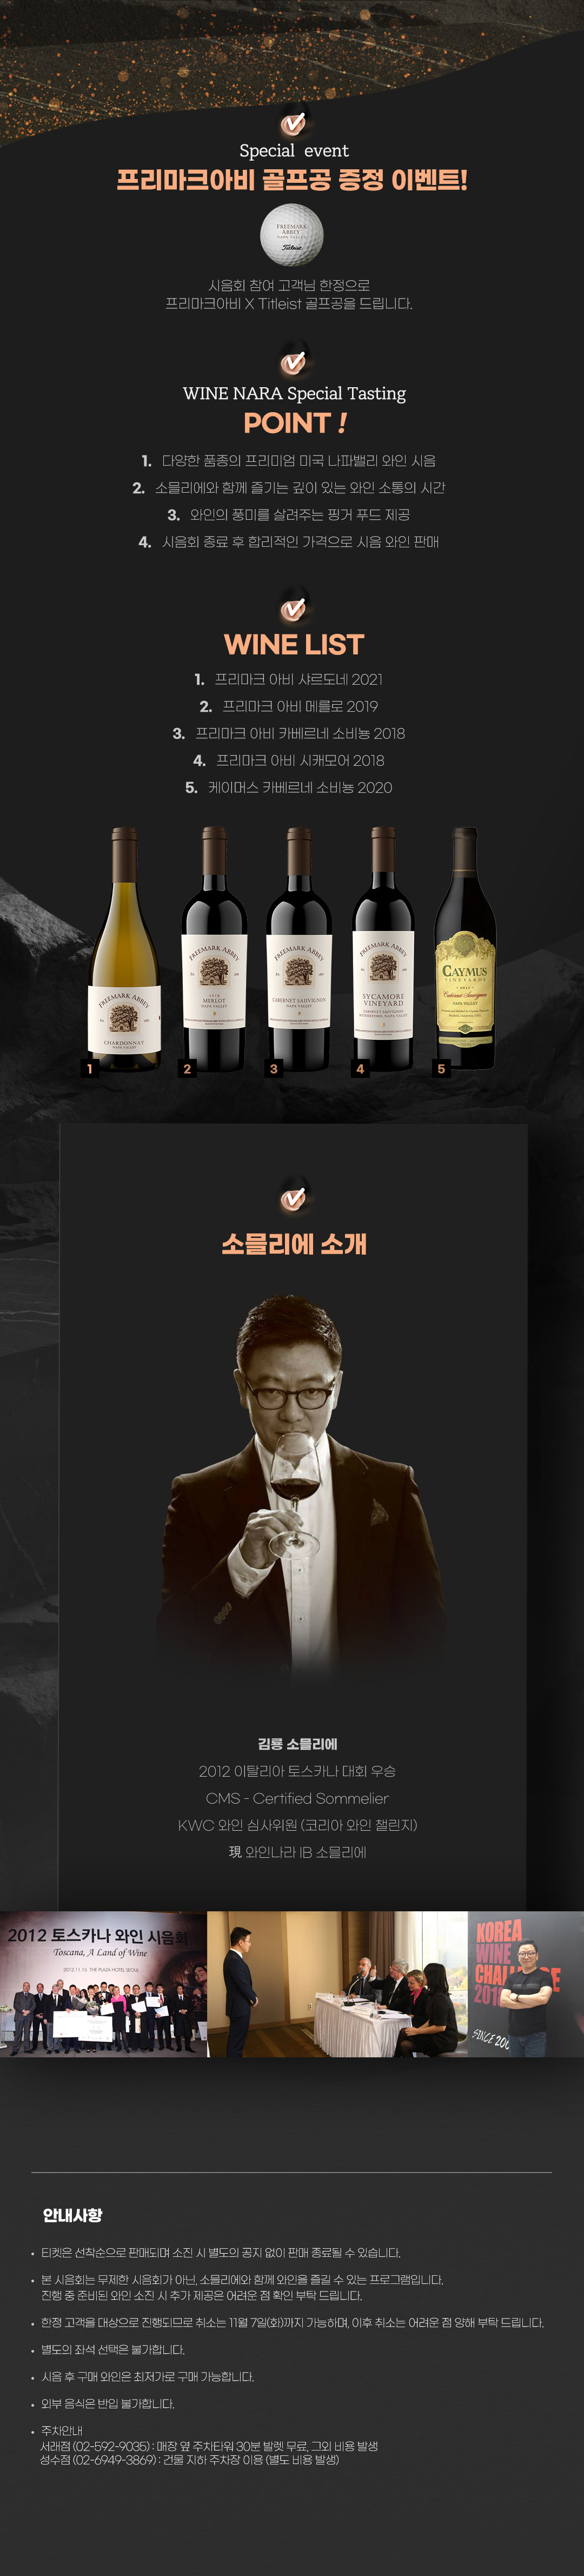 Special event
프리마크아비 골프공 증정 이벤트!
FREEMARK
ABBEY
NAPA VALLEY
Titleist
시음회 참여 고객님 한정으로
프리마크아비 X Titleist 골프공을 드립니다.
WINE NARA Special Tasting
POINT !
1. 다양한 품종의 프리미엄 미국 나파밸리 와인 시음
2. 소믈리에와 함께 즐기는 깊이 있는 와인 소통의 시간
3. 와인의 풍미를 살려주는 핑거 푸드 제공
4. 시음회 종료 후 합리적인 가격으로 시음 와인 판매
WINE LIST
1. 프리마크 아비 샤르도네 2021
2. 프리마크 아비 메를로 2019
3. 프리마크 아비 카베르네 소비뇽 2018
4. 프리마크 아비 시캐모어 2018
5. 케이머스 카베르네 소비뇽 2020
FREEMARK ABBEY
CHARDONNAY
NAPA VALLEY
FREEMARK ABBEY
MERLOT
NAPA VALLEY
FREEMARK ABBEY
CABERNET SAUVIGNON
NAPA VALLEY
FREEMARK ABBEY
SYCAMORE
VINEYARD
CABERNET SAUVIGNON
RUTHERFORD, NAPA VALLEY
CAYMUS
VINEYARDS
Cabernet Sauvignon
NAPA VALLEY
1
2
3
4
5
소믈리에 소개
김룡 소믈리에
2012 이탈리아 토스카나 대회 우승
CMS - Certified Sommelier
KWC 와인 심사위원 (코리아 와인 챌린지)
現 와인나라 IB 소믈리에
2012 토스카나 와인 시음회
Toscana, A Land of Wine
2012.11.15 THE PLAZA HOTEL SEOUL
KOREA
WINE
CHALLENGE
SINCE 200
안내사항
• 티켓은 선착순으로 판매되며 소진 시 별도의 공지 없이 판매 종료될 수 있습니다.
• 본 시음회는 무제한 시음회가 아닌, 소믈리에와 함께 와인을 즐길 수 있는 프로그램입니다.
진행 중 준비된 와인 소진 시 추가 제공은 어려운 점 확인 부탁 드립니다.
• 한정 고객을 대상으로 진행되므로 취소는 11월 7일(화)까지 가능하며, 이후 취소는 어려운 점 양해 부탁 드립니다.
• 별도의 좌석 선택은 불가합니다.
• 시음 후 구매 와인은 최저가로 구매 가능합니다.
• 외부 음식은 반입 불가합니다.
• 주차안내
서래점 (02-592-9035) : 매장 옆 주차타워 30분 발렛 무료, 그외 비용 발생
성수점 (02-6949-3869) : 건물 지하 주차장 이용 (별도 비용 발생)